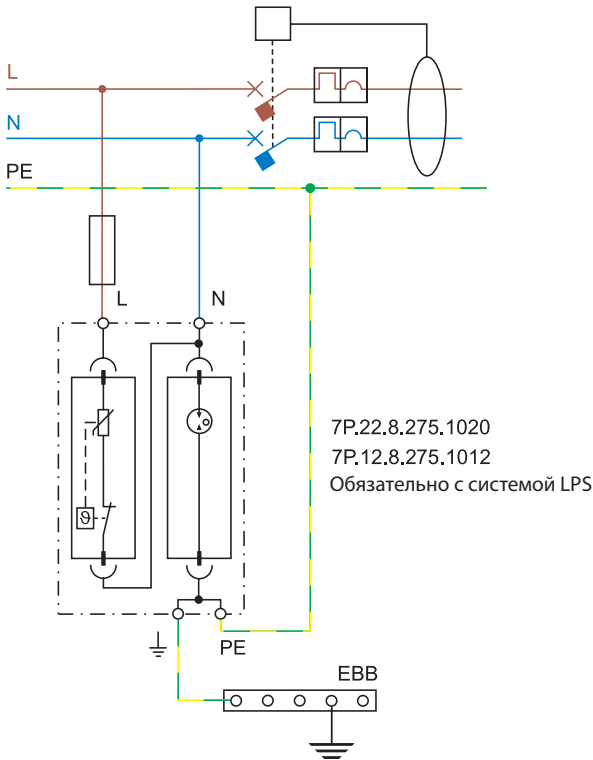 L
N
PE
L
N
7P.22.8.275.1020
7P.12.8.275.1012
Обязательно с системой LPS
ϑ
PE
EBB